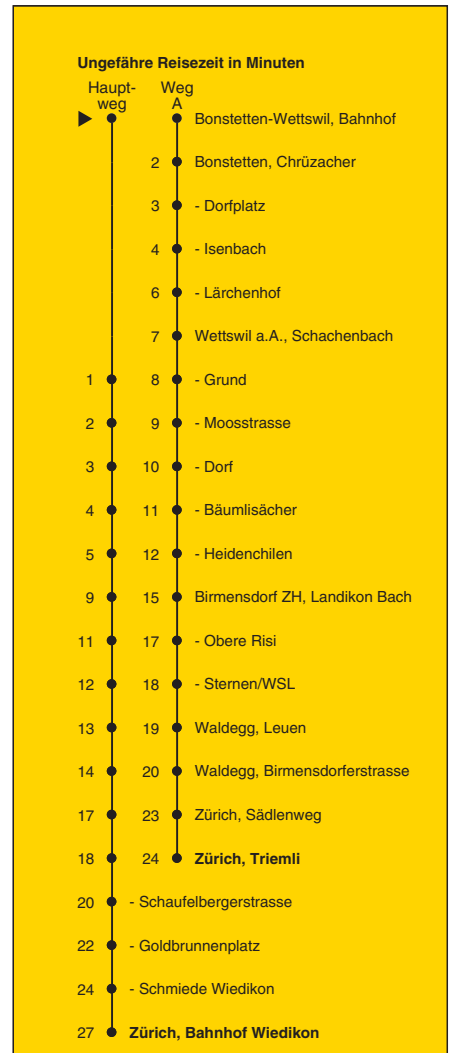 Ungefähre Reisezeit in Minuten
Haupt- Weg
weg A
Bonstetten-Wettswil, Bahnhof
2 Bonstetten, Chrüzacher
3 - Dorfplatz
4 - Isenbach
6 - Lärchenhof
7 Wettswil a.A., Schachenbach
1 8 - Grund
2 9 - Moosstrasse
3 10 - Dorf
4 11 - Bäumlisächer
5 12 - Heidenchilen
9 15 Birmensdorf ZH, Landikon Bach
11 17 - Obere Risi
12 18 - Sternen/WSL
13 19 Waldegg, Leuen
14 20 Waldegg, Birmensdorferstrasse
17 23 Zürich, Sädlenweg
18 24 Zürich, Triemli
20 - Schaufelbergerstrasse
22 - Goldbrunnenplatz
24 - Schmiede Wiedikon
27 Zürich, Bahnhof Wiedikon